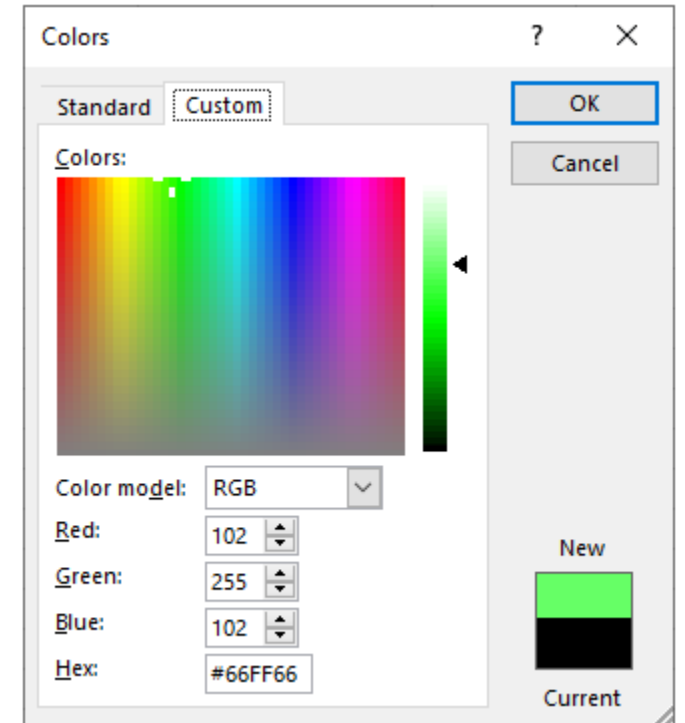 Colors ?
Standard Custom OK
Colors: Cancel
Color model: RGB
Red: 102
Green: 255
Blue: 102
Hex: #66FF66
New
Current